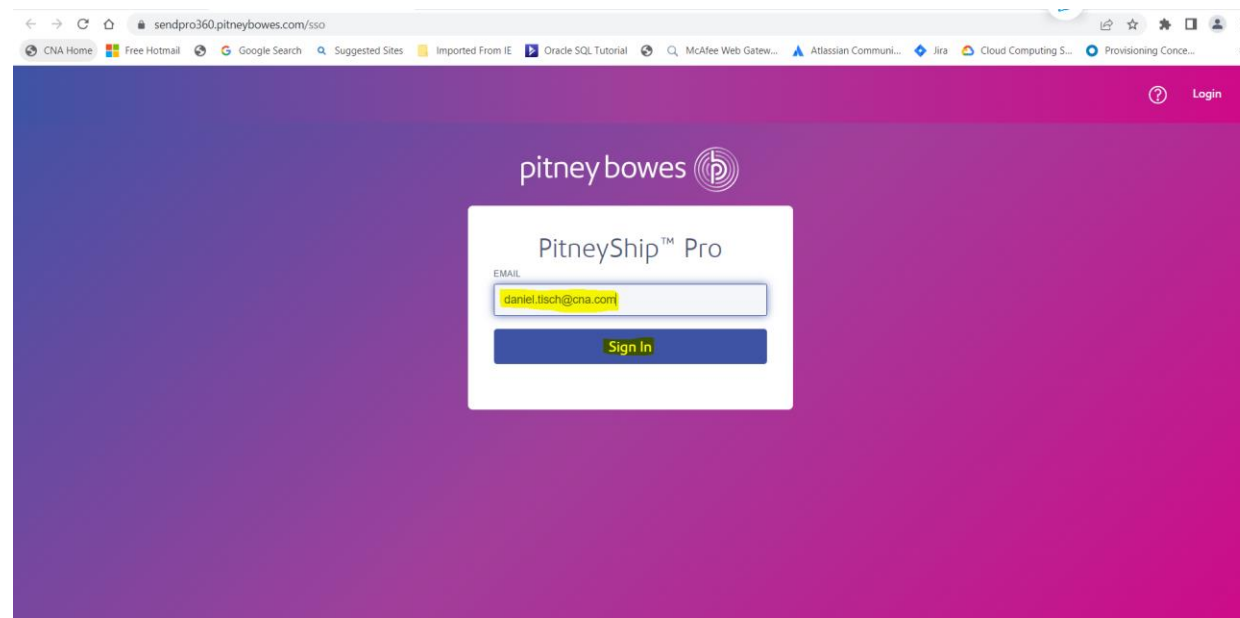 sendpro360.pitneybowes.com/sso
CNA Home Free Hotmail Google Search Suggested Sites Imported From IE Oracle SQL Tutorial McAfee Web Gatew... Atlassian Communi... Jira Cloud Computing S... Provisioning Conce...
? Login
pitney bowes
PitneyShip™ Pro
EMAIL
daniel.tisch@cna.com
Sign In